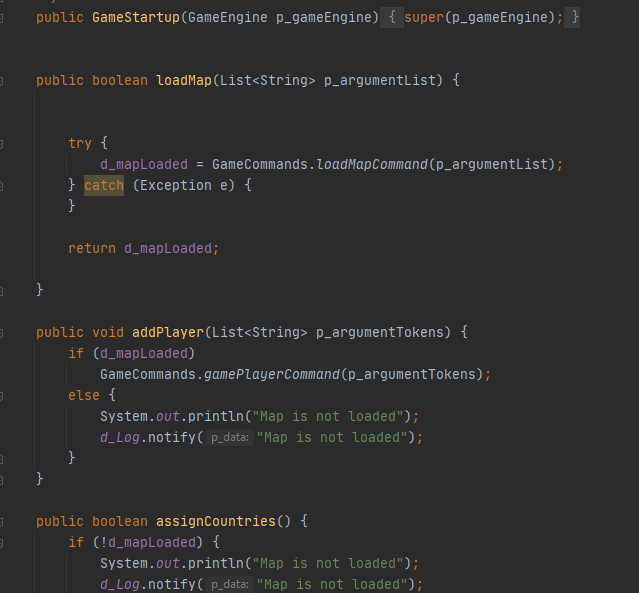 public GameStartup(GameEngine p_gameEngine) { super(p_gameEngine); }
public boolean loadMap(List<String> p_argumentList) {
try {
d_mapLoaded = GameCommands.loadMapCommand(p_argumentList);
} catch (Exception e) {
}
return d_mapLoaded;
}
public void addPlayer(List<String> p_argumentTokens) {
if (d_mapLoaded)
GameCommands.gamePlayerCommand(p_argumentTokens);
else {
System.out.println("Map is not loaded");
d_Log.notify( p_data: "Map is not loaded");
}
}
public boolean assignCountries() {
if (!d_mapLoaded) {
System.out.println("Map is not loaded");
d_Log.notify( p_data: "Map is not loaded");